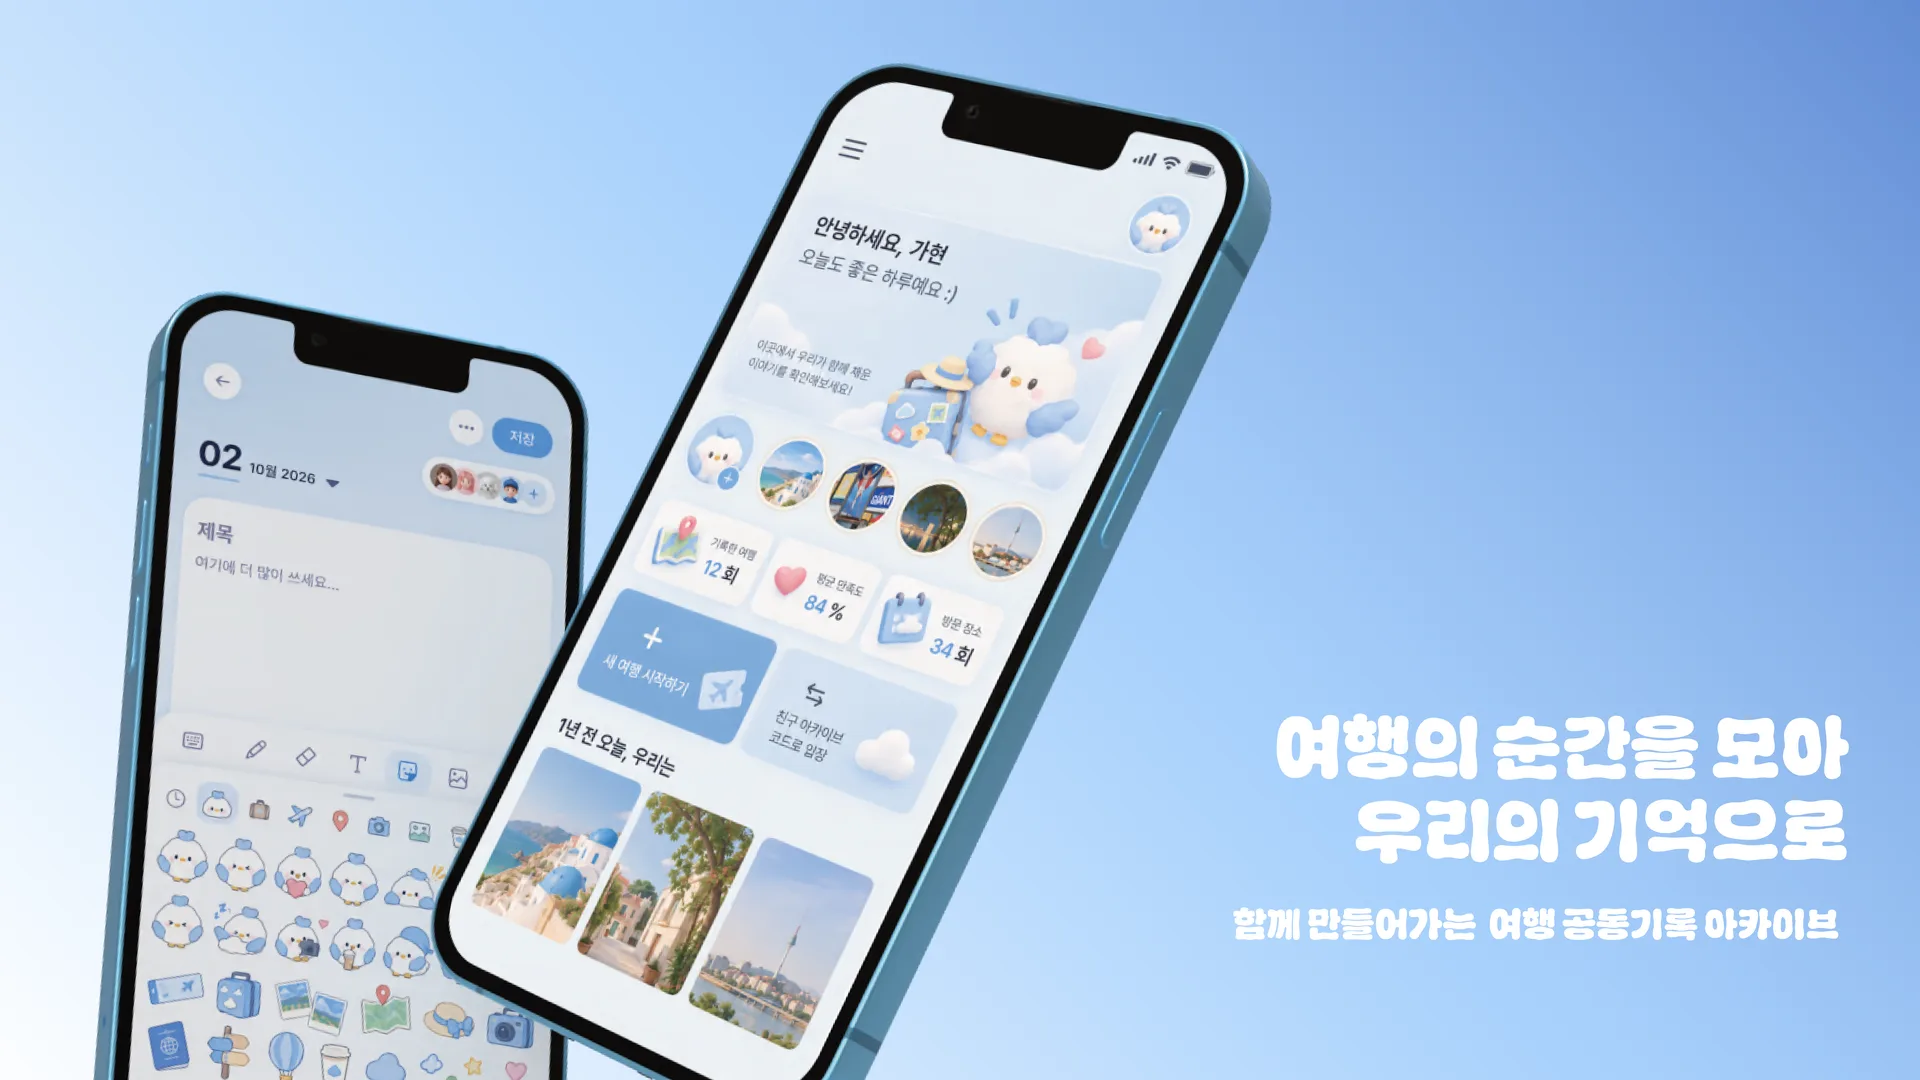 저장
02 10월 2026
제목
여기에 더 많이 쓰세요...
안녕하세요, 가현
오늘도 좋은 하루예요 :)
이곳에서 우리가 함께 채운
이야기를 확인해보세요!
GIANT
기록한 여행
12 회
평균 만족도
84 %
방문 장소
34 회
새 여행 시작하기
친구 아카이브
코드로 입장
1년 전 오늘, 우리는
여행의 순간을 모아
우리의 기억으로
함께 만들어가는 여행 공동기록 아카이브